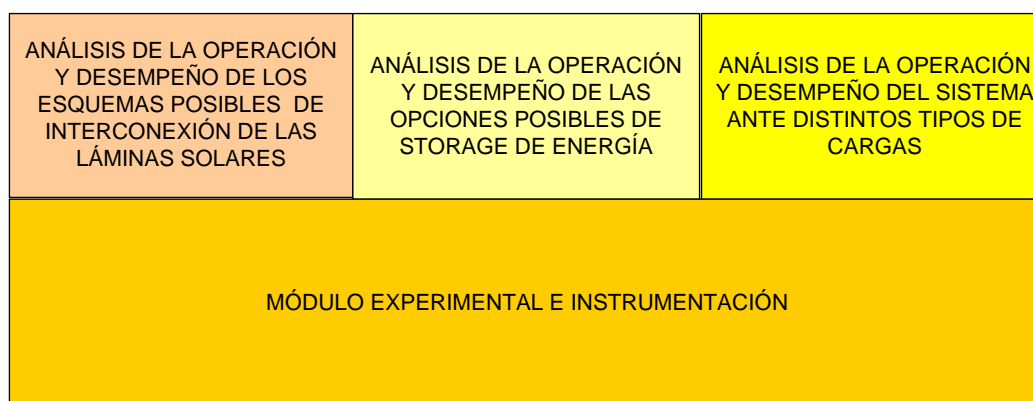 ANÁLISIS DE LA OPERACIÓN
Y DESEMPEÑO DE LOS
ESQUEMAS POSIBLES DE
INTERCONEXIÓN DE LAS
LÁMINAS SOLARES
ANÁLISIS DE LA OPERACIÓN
Y DESEMPEÑO DE LAS
OPCIONES POSIBLES DE
STORAGE DE ENERGÍA
ANÁLISIS DE LA OPERACIÓN
Y DESEMPEÑO DEL SISTEMA
ANTE DISTINTOS TIPOS DE
CARGAS
MÓDULO EXPERIMENTAL E INSTRUMENTACIÓN